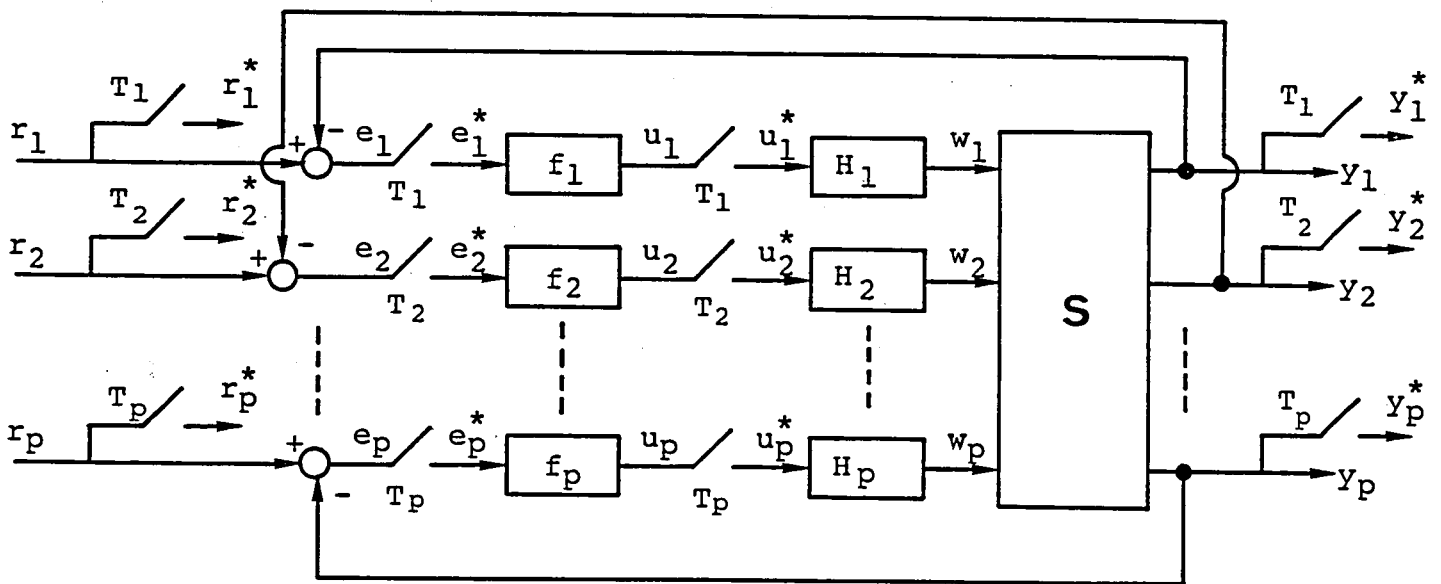 T₁ r₁* T₁ y₁*
r₁ + - e₁ e₁* f₁ u₁ u₁* H₁ w₁ y₁
T₁ T₁
T₂ r₂* T₂ y₂*
r₂ + - e₂ e₂* f₂ u₂ u₂* H₂ w₂ y₂
T₂ T₂
S
Tₚ rₚ* Tₚ yₚ*
rₚ + - eₚ eₚ* fₚ uₚ uₚ* Hₚ wₚ yₚ
Tₚ Tₚ